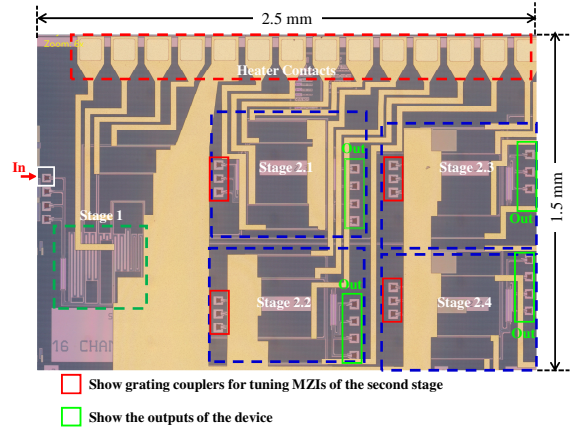 2.5 mm
Zoom:
Heater Contacts
Out
Stage 2.1
Stage 2.3
In
Stage 1
Out
1.5 mm
Out
Stage 2.2
Stage 2.4
16 CHAN
Out
Show grating couplers for tuning MZIs of the second stage
Show the outputs of the device